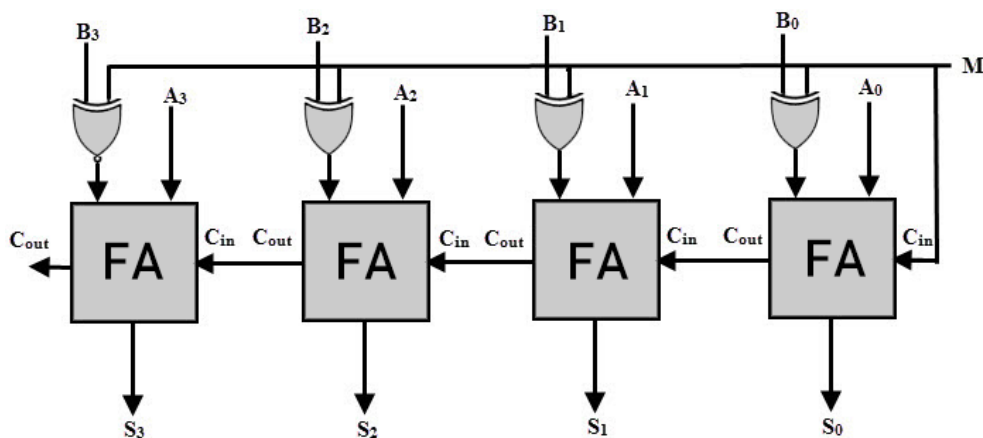 B3 B2 B1 B0
M
A3 A2 A1 A0
Cout FA Cin Cout FA Cin Cout FA Cin Cout FA Cin
S3 S2 S1 S0